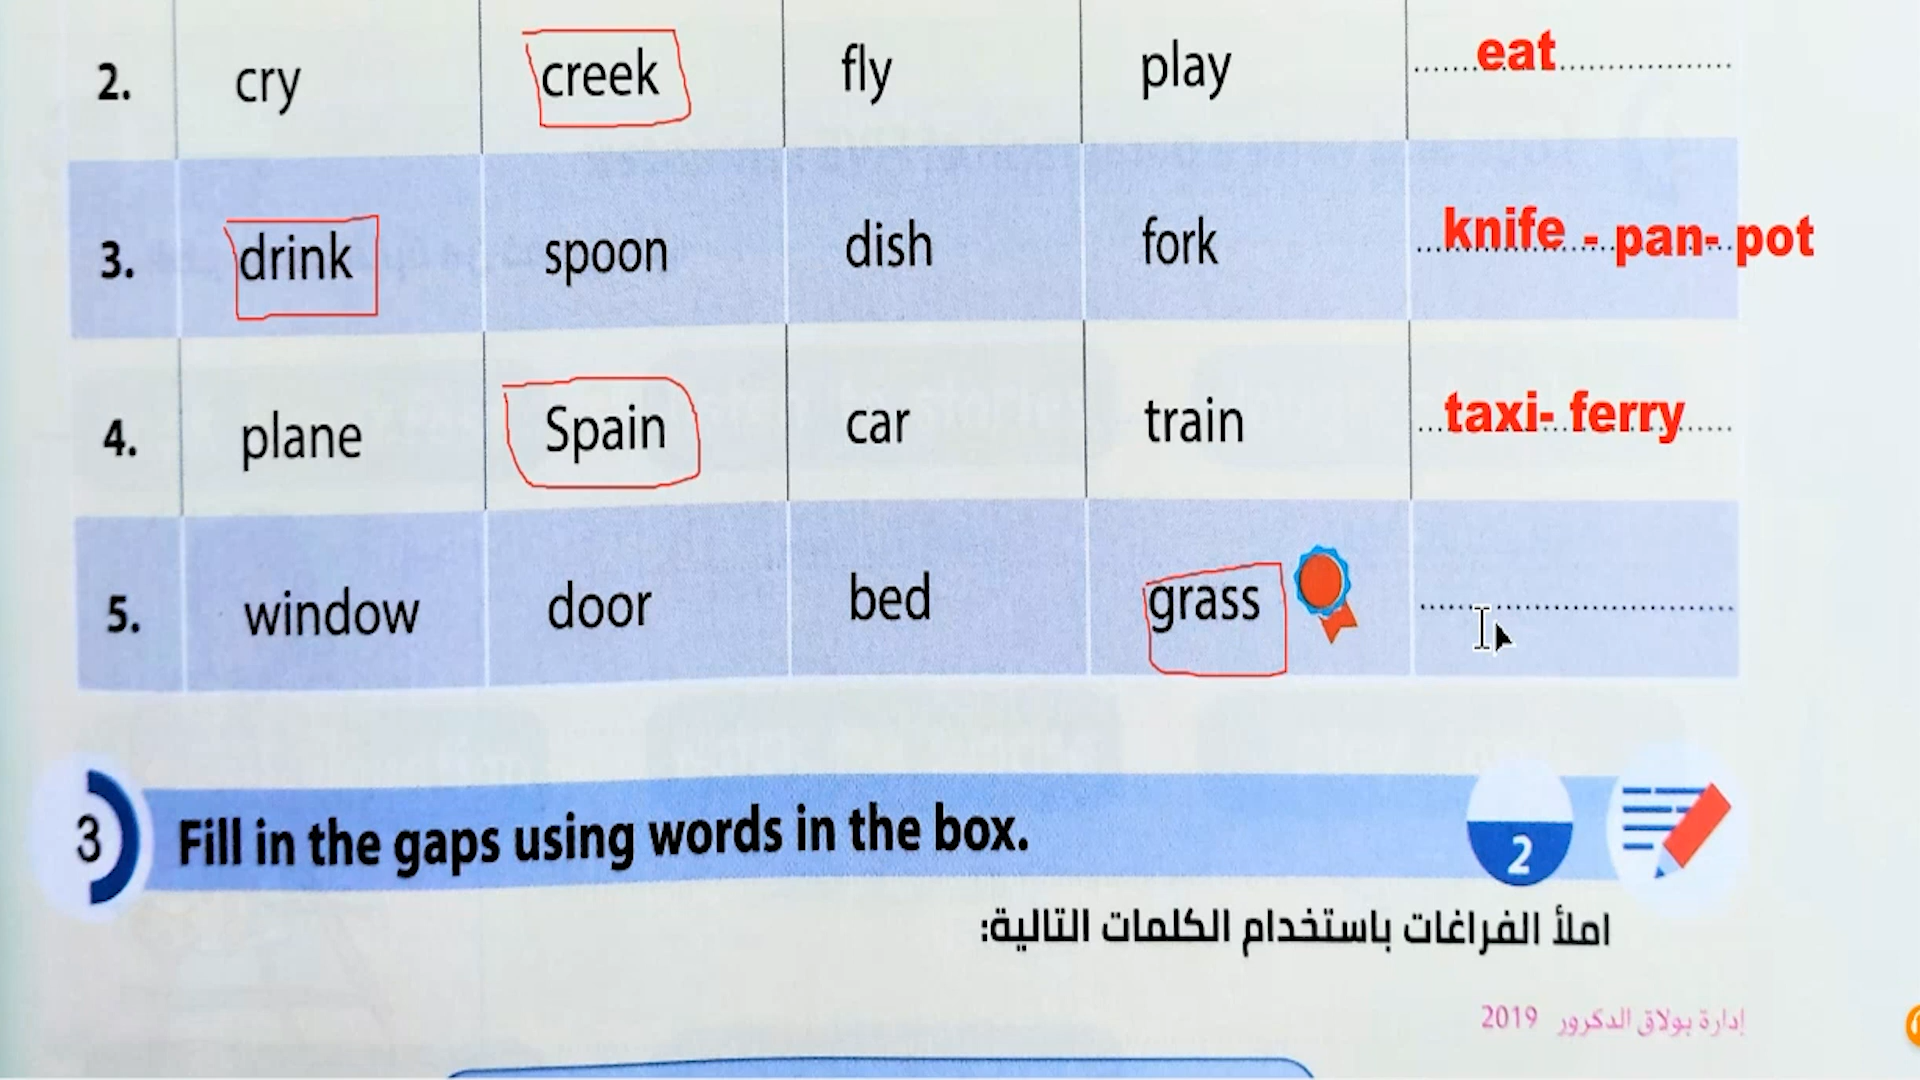 2. cry creek fly play ......eat..................
3. drink spoon dish fork ...knife - pan- pot
4. plane Spain car train ...taxi- ferry.....
5. window door bed grass ..............................
3 Fill in the gaps using words in the box. 2
املأ الفراغات باستخدام الكلمات التالية:
إدارة بولاق الدكرور 2019